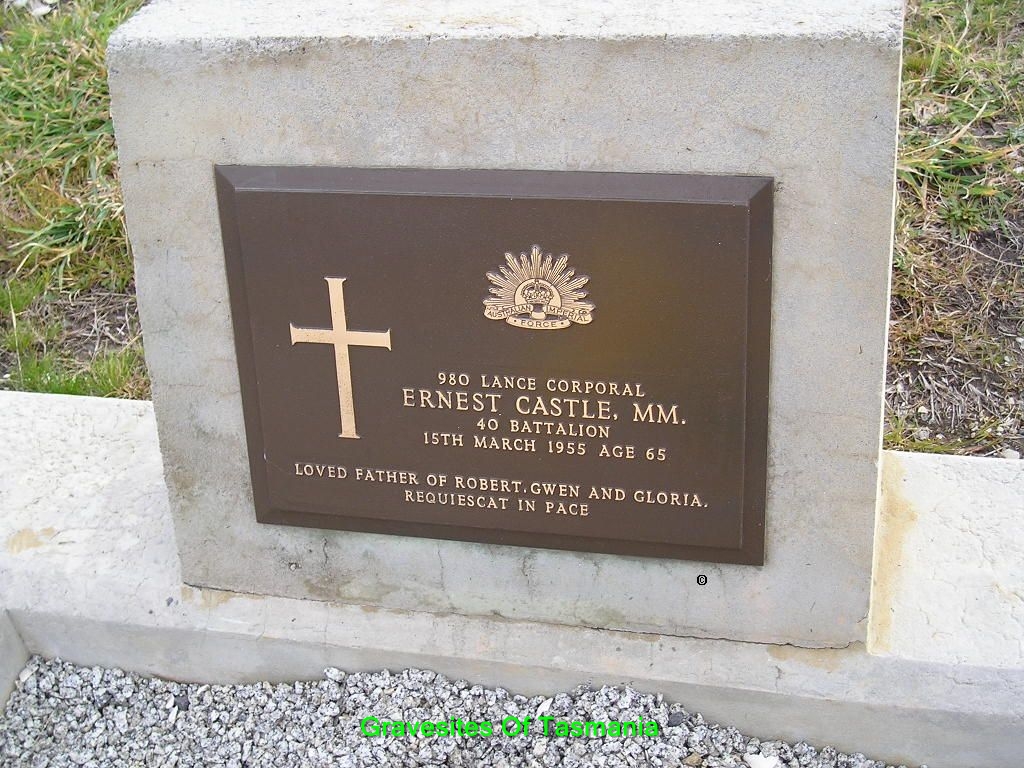 AUSTRALIAN IMPERIAL
FORCE
980 LANCE CORPORAL
ERNEST CASTLE, MM.
40 BATTALION
15TH MARCH 1955 AGE 65
LOVED FATHER OF ROBERT, GWEN AND GLORIA.
REQUIESCAT IN PACE
©
Gravesites Of Tasmania